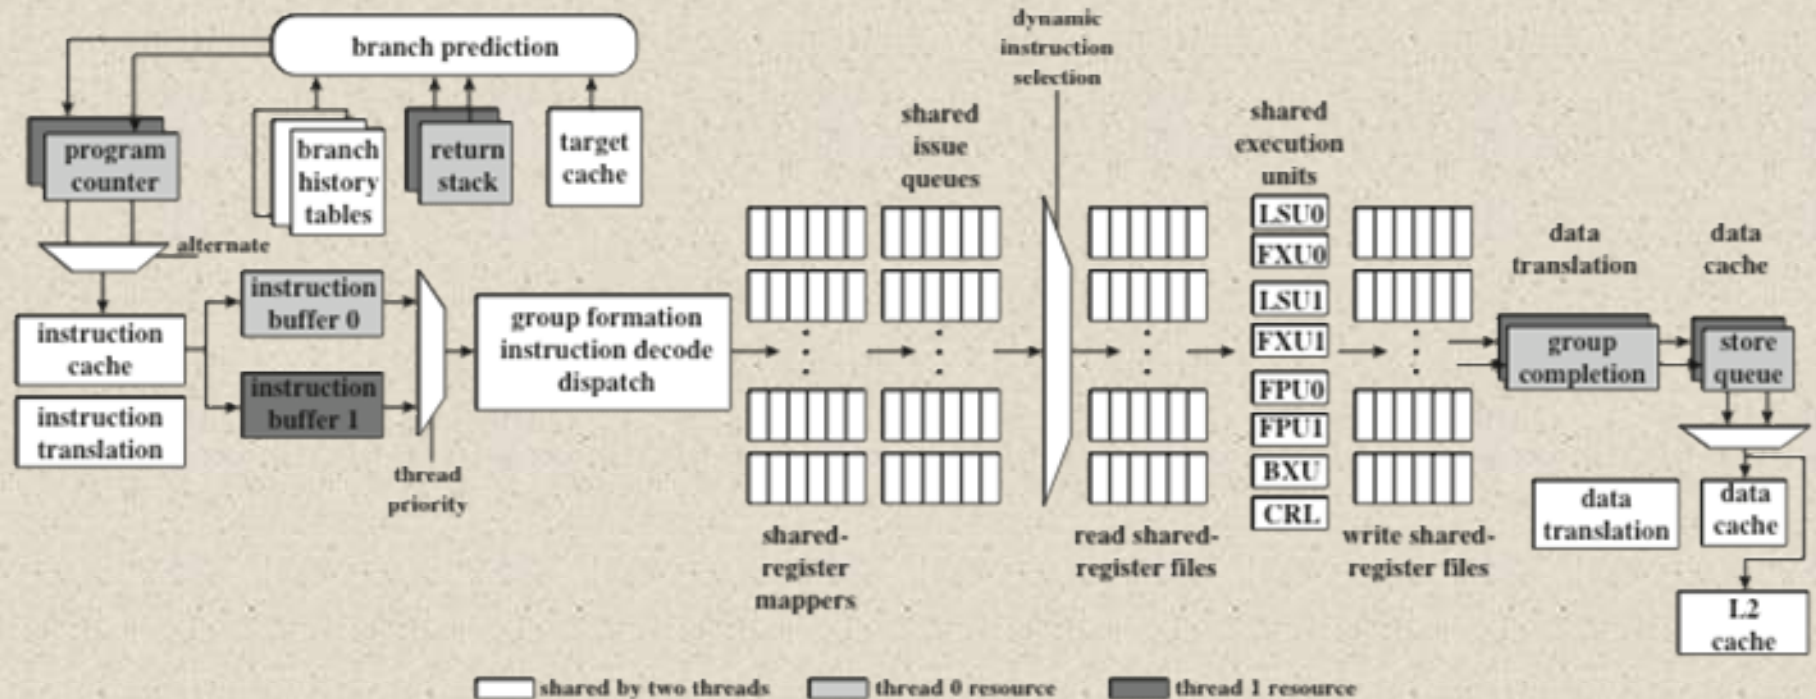 branch prediction
program
counter
branch
history
tables
return
stack
target
cache
alternate
instruction
cache
instruction
translation
instruction
buffer 0
instruction
buffer 1
thread
priority
group formation
instruction decode
dispatch
shared-
register
mappers
shared
issue
queues
dynamic
instruction
selection
read shared-
register files
shared
execution
units
LSU0
FXU0
LSU1
FXU1
FPU0
FPU1
BXU
CRL
write shared-
register files
data
translation
group
completion
data
cache
store
queue
data
translation
data
cache
L2
cache
shared by two threads
thread 0 resource
thread 1 resource